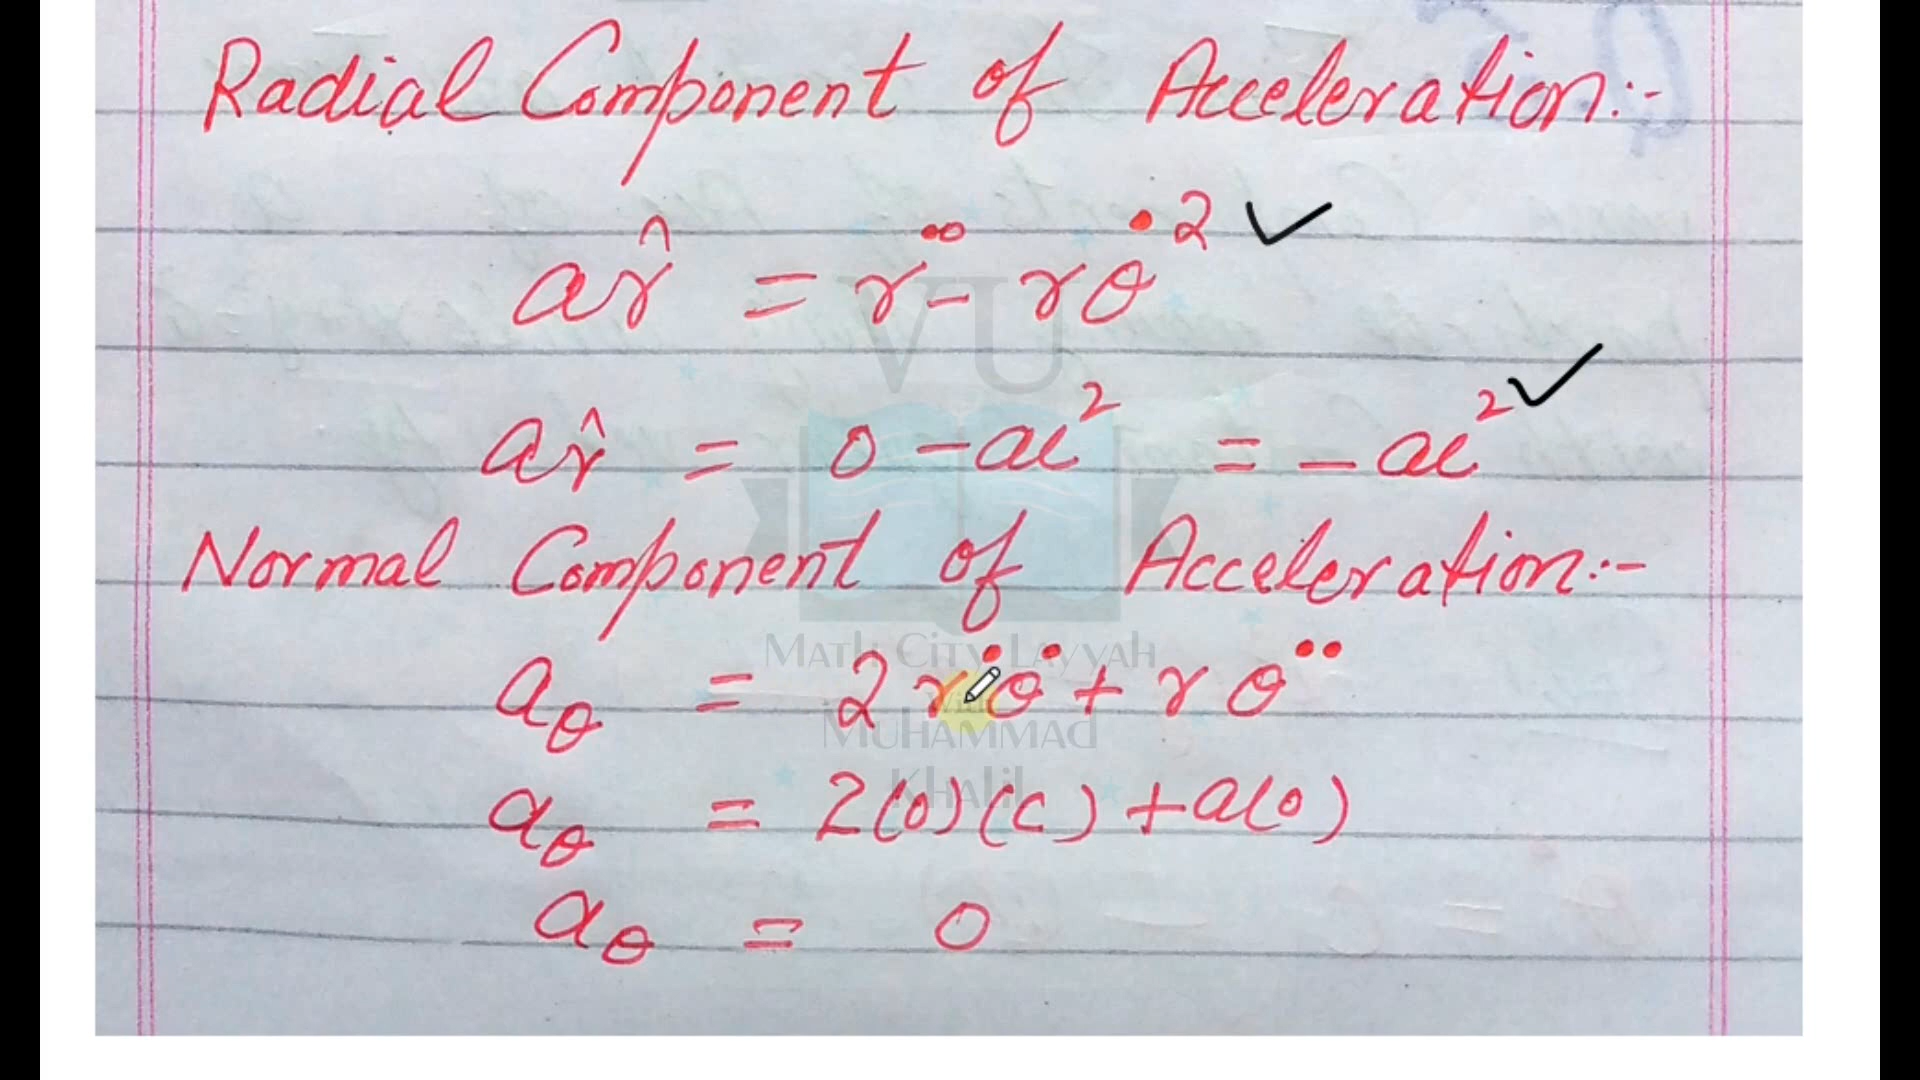 Radial Component of Acceleration:-
ar̂ = r̈ - rθ̇²
ar̂ = 0 - ac² = - ac²
Normal Component of Acceleration:-
aθ = 2ṙθ̇ + rθ̈
aθ = 2(0)(c) + a(0)
aθ = 0
VU
Math City Layyah
With
Muhammad
Khalil